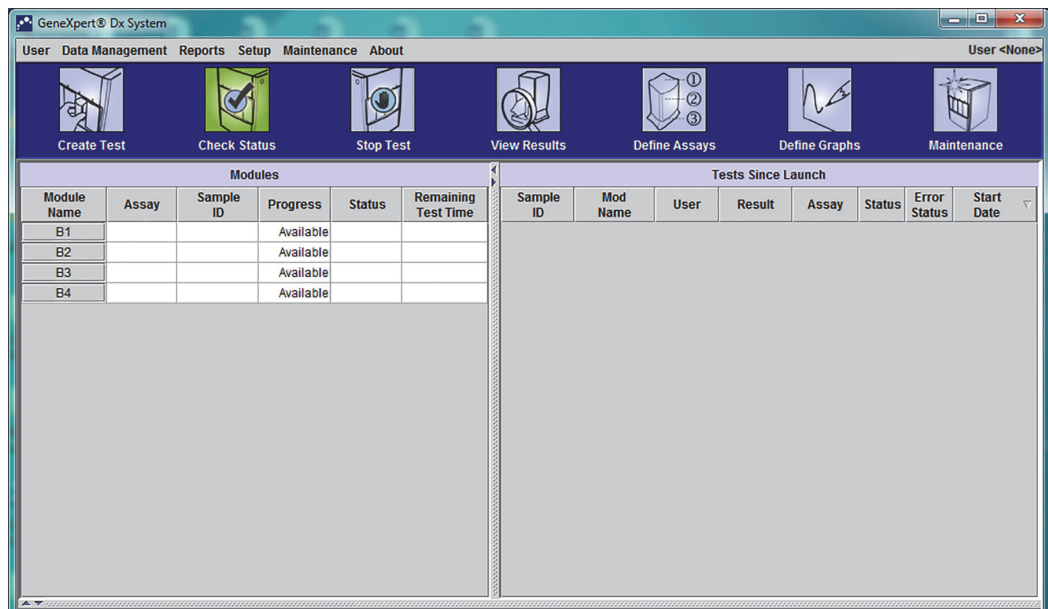 GeneXpert® Dx System
User Data Management Reports Setup Maintenance About User <None>
① ② ③
Create Test Check Status Stop Test View Results Define Assays Define Graphs Maintenance
Modules
Module Name Assay Sample ID Progress Status Remaining Test Time
B1 Available
B2 Available
B3 Available
B4 Available
Tests Since Launch
Sample ID Mod Name User Result Assay Status Error Status Start Date